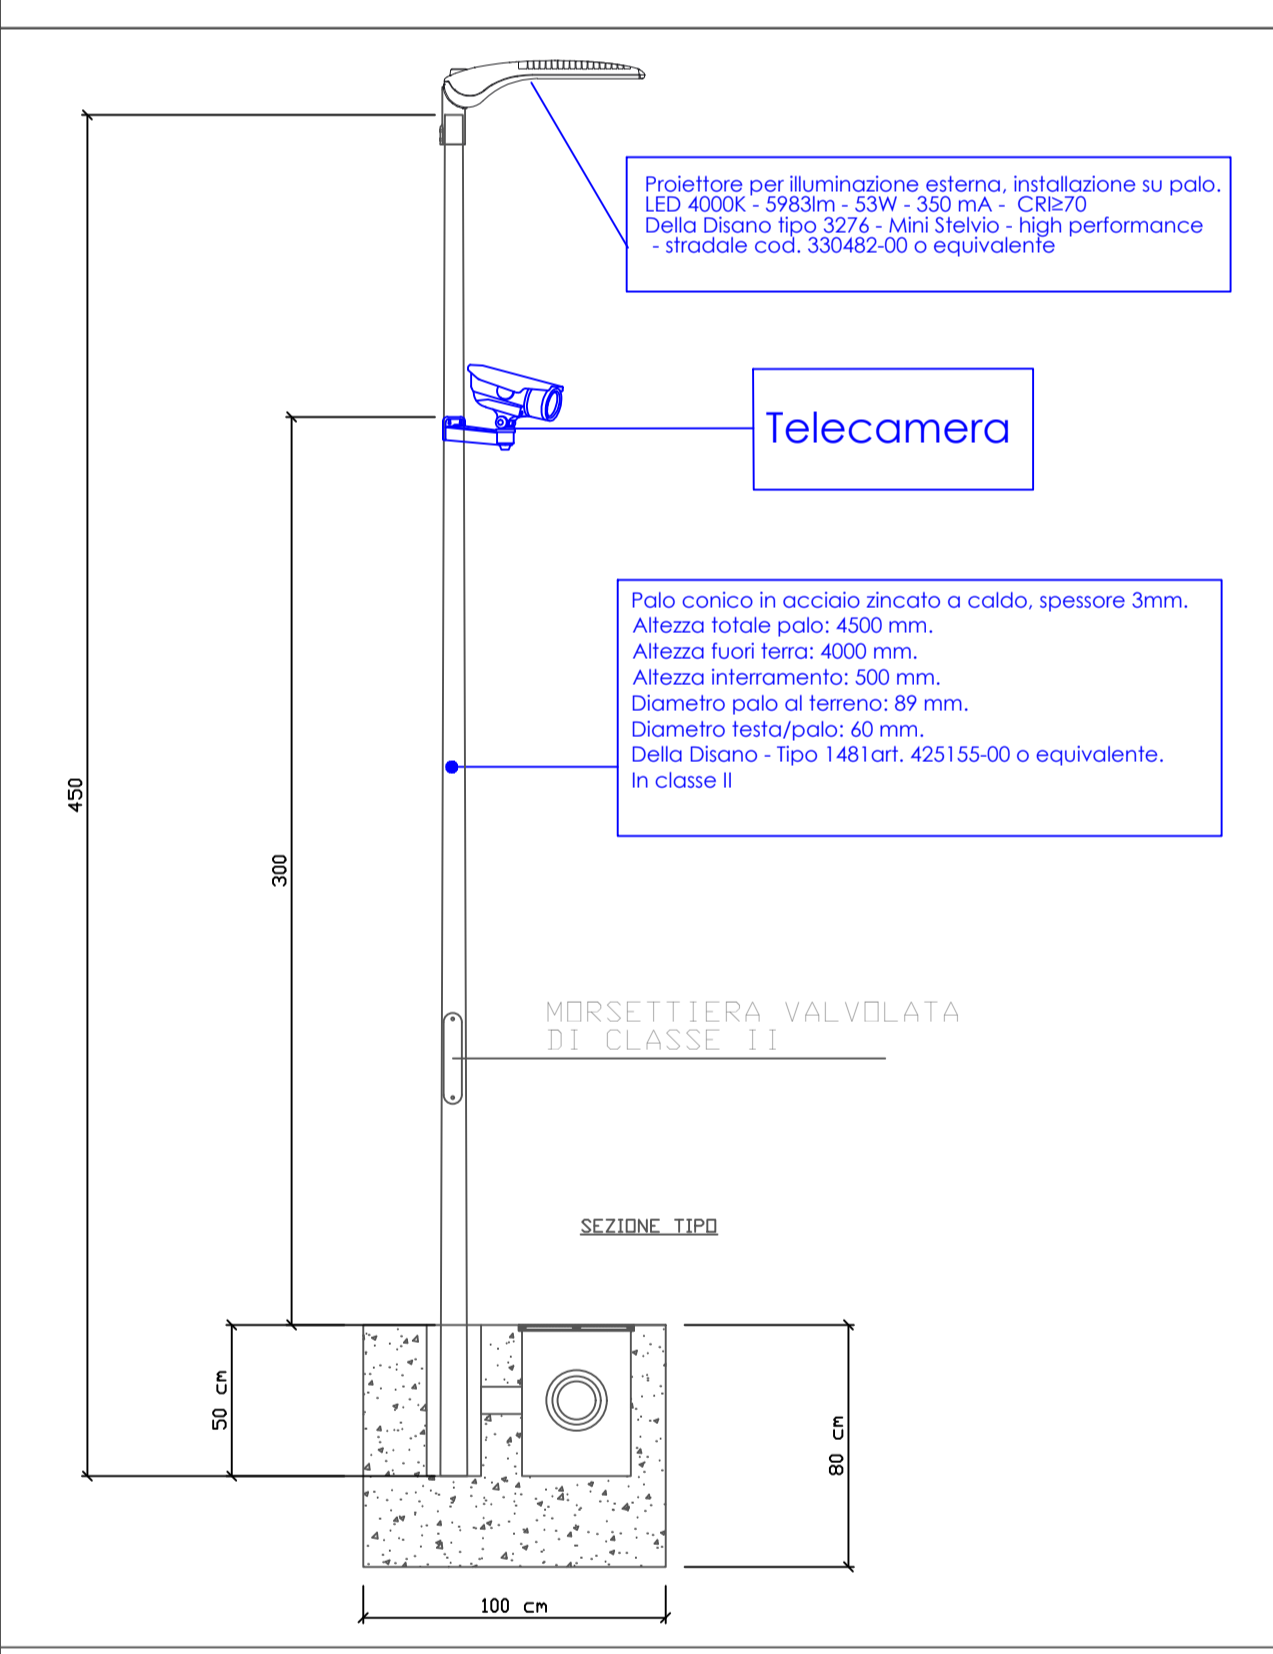 Proiettore per illuminazione esterna, installazione su palo.
LED 4000K - 5983lm - 53W - 350 mA - CRI≥70
Della Disano tipo 3276 - Mini Stelvio - high performance
- stradale cod. 330482-00 o equivalente
Telecamera
Palo conico in acciaio zincato a caldo, spessore 3mm.
Altezza totale palo: 4500 mm.
Altezza fuori terra: 4000 mm.
Altezza interramento: 500 mm.
Diametro palo al terreno: 89 mm.
Diametro testa/palo: 60 mm.
Della Disano - Tipo 1481art. 425155-00 o equivalente.
In classe II
450
300
MORSETTIERA VALVOLATA
DI CLASSE II
SEZIONE TIPO
50 cm
80 cm
100 cm